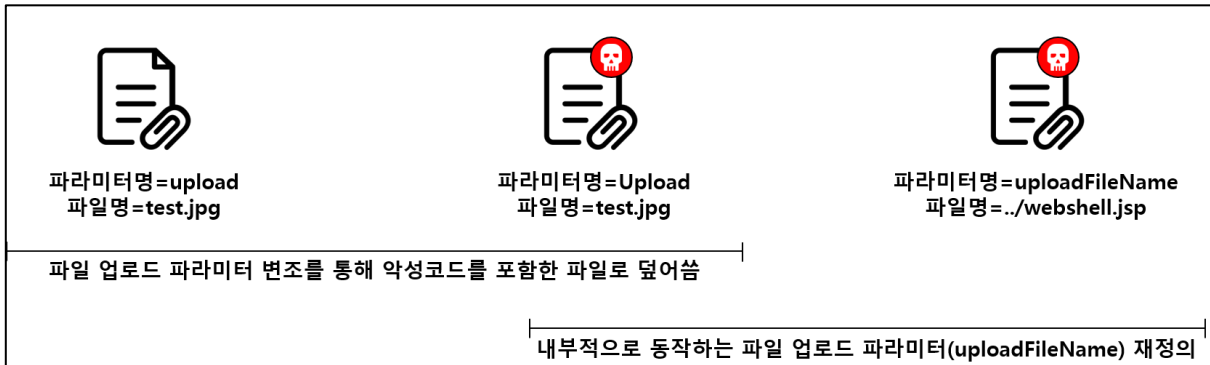 파라미터명=upload
파일명=test.jpg
파라미터명=Upload
파일명=test.jpg
파라미터명=uploadFileName
파일명=../webshell.jsp
파일 업로드 파라미터 변조를 통해 악성코드를 포함한 파일로 덮어씀
내부적으로 동작하는 파일 업로드 파라미터(uploadFileName) 재정의